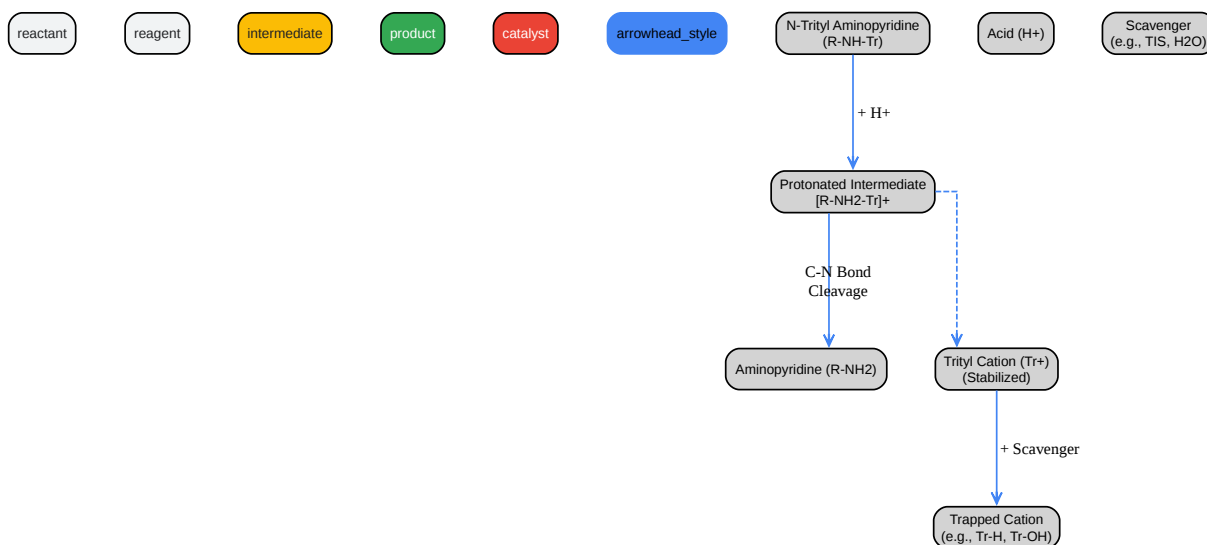 reactant
reagent
intermediate
product
catalyst
arrowhead_style
N-Trityl Aminopyridine
(R-NH-Tr)
Acid (H+)
Scavenger
(e.g., TIS, H2O)
+ H+
Protonated Intermediate
[R-NH2-Tr]+
C-N Bond
Cleavage
Aminopyridine (R-NH2)
Trityl Cation (Tr+)
(Stabilized)
+ Scavenger
Trapped Cation
(e.g., Tr-H, Tr-OH)